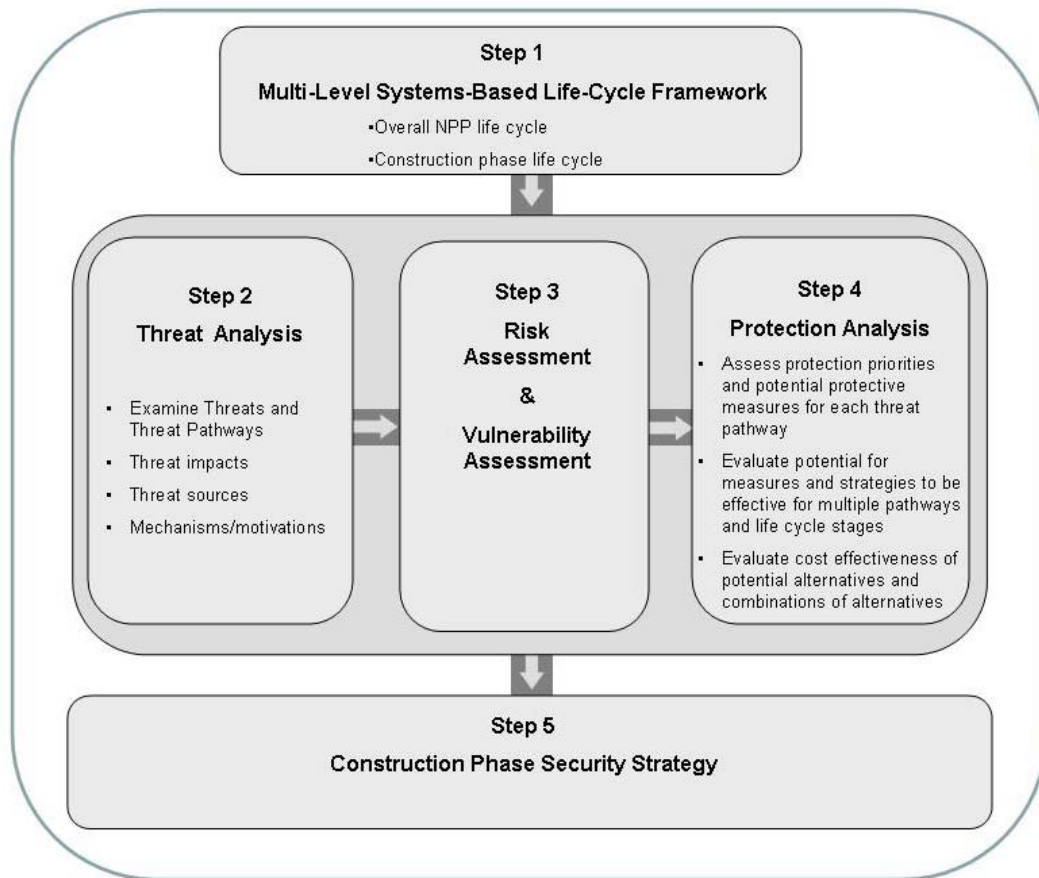 Step 1
Multi-Level Systems-Based Life-Cycle Framework
▪Overall NPP life cycle
▪Construction phase life cycle
Step 2
Threat Analysis
▪ Examine Threats and
Threat Pathways
▪ Threat impacts
▪ Threat sources
▪ Mechanisms/motivations
Step 3
Risk
Assessment
&
Vulnerability
Assessment
Step 4
Protection Analysis
▪ Assess protection priorities
and potential protective
measures for each threat
pathway
▪ Evaluate potential for
measures and strategies to be
effective for multiple pathways
and life cycle stages
▪ Evaluate cost effectiveness of
potential alternatives and
combinations of alternatives
Step 5
Construction Phase Security Strategy